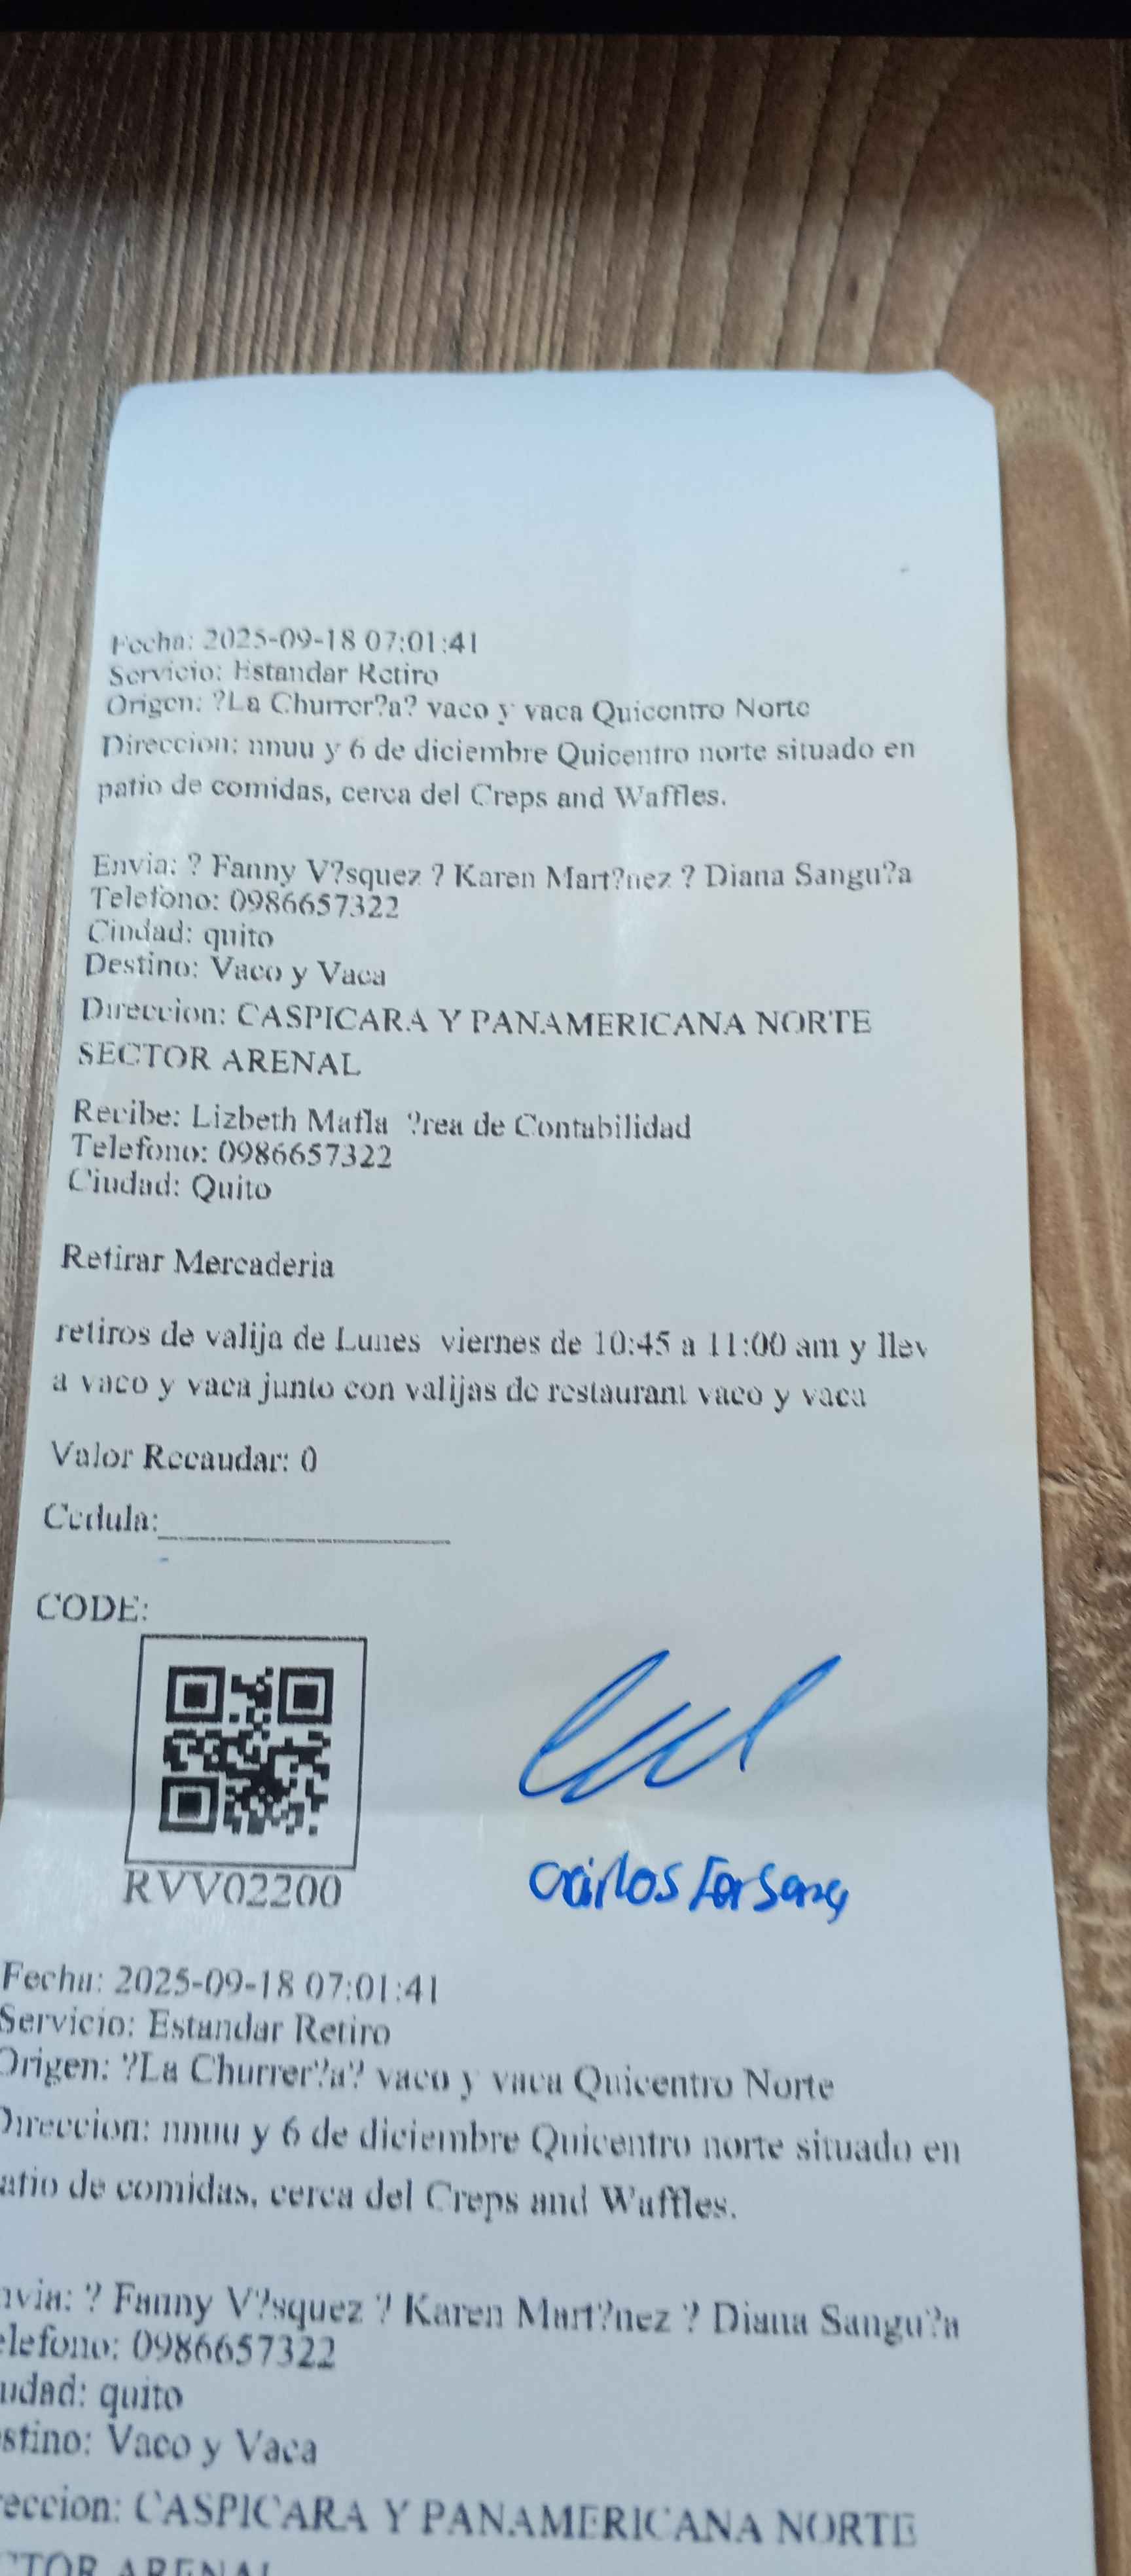 Fecha: 2025-09-18 07:01:41
Servicio: Estandar Retiro
Origen: ?La Churrer?a? vaco y vaca Quicentro Norte
Direccion: nnuu y 6 de diciembre Quicentro norte situado en
patio de comidas, cerca del Creps and Waffles.
Envia: ? Fanny V?squez ? Karen Mart?nez ? Diana Sangu?a
Telefono: 0986657322
Ciudad: quito
Destino: Vaco y Vaca
Direccion: CASPICARA Y PANAMERICANA NORTE
SECTOR ARENAL
Recibe: Lizbeth Mafla ?rea de Contabilidad
Telefono: 0986657322
Ciudad: Quito
Retirar Mercaderia
retiros de valija de Lunes viernes de 10:45 a 11:00 am y llev
a vaco y vaca junto con valijas de restaurant vaco y vaca
Valor Recaudar: 0
Cedula:
CODE:
RVV02200
Carlos
Fecha: 2025-09-18 07:01:41
Servicio: Estandar Retiro
Origen: ?La Churrer?a? vaco y vaca Quicentro Norte
Direccion: nnuu y 6 de diciembre Quicentro norte situado en
atio de comidas, cerca del Creps and Waffles.
nvia: ? Fanny V?squez ? Karen Mart?nez ? Diana Sangu?a
elefono: 0986657322
udad: quito
stino: Vaco y Vaca
reccion: CASPICARA Y PANAMERICANA NORTE
CTOR ARENAL